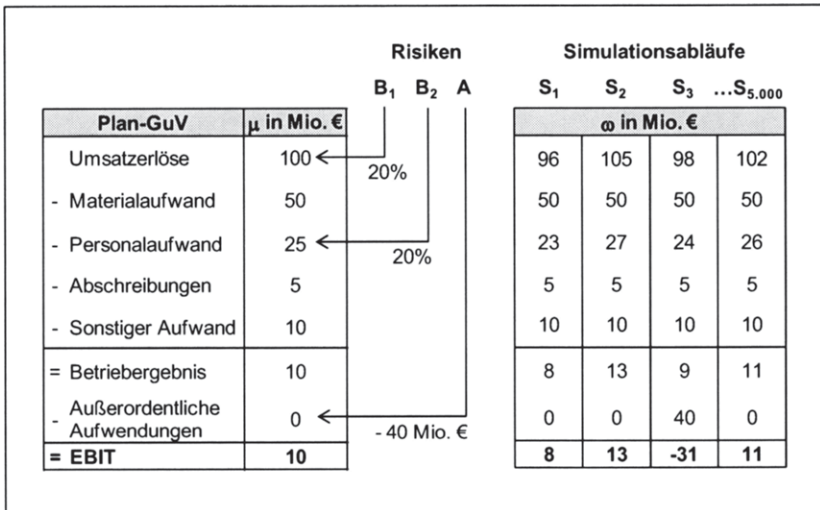 Risiken Simulationsabläufe
B1 B2 A S1 S2 S3 ...S5.000
Plan-GuV μ in Mio. € ω in Mio. €
Umsatzerlöse 100 96 105 98 102
20%
- Materialaufwand 50 50 50 50 50
- Personalaufwand 25 23 27 24 26
20%
- Abschreibungen 5 5 5 5 5
- Sonstiger Aufwand 10 10 10 10 10
= Betriebergebnis 10 8 13 9 11
- Außerordentliche
Aufwendungen 0 0 0 40 0
- 40 Mio. €
= EBIT 10 8 13 -31 11